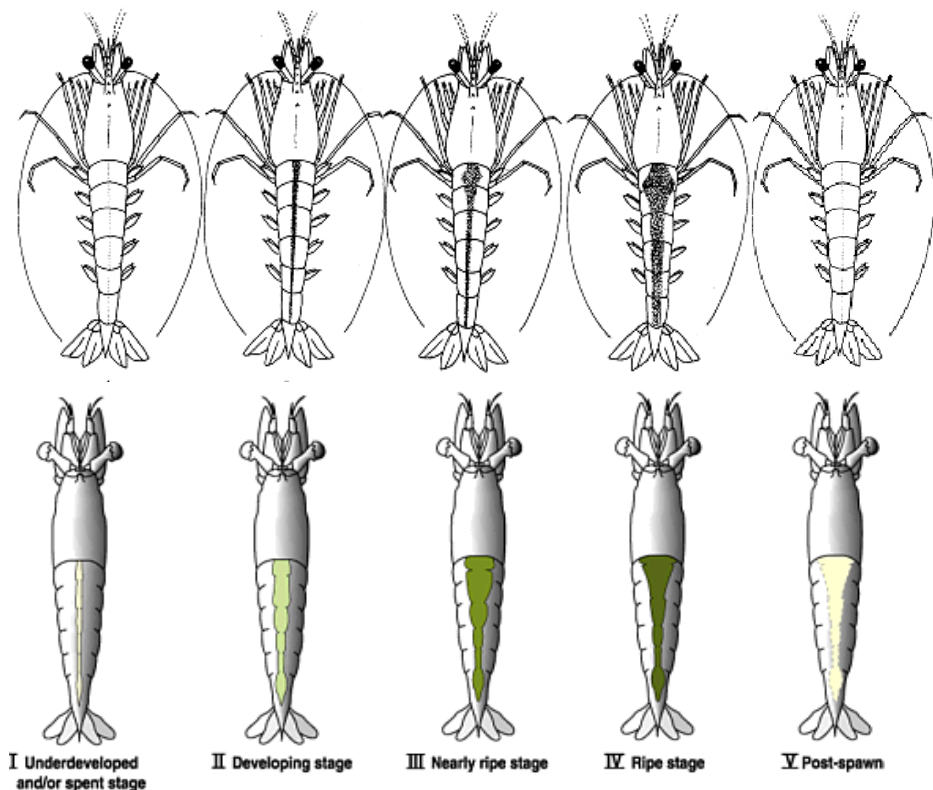 I Underdeveloped
and/or spent stage
II Developing stage
III Nearly ripe stage
IV Ripe stage
V Post-spawn